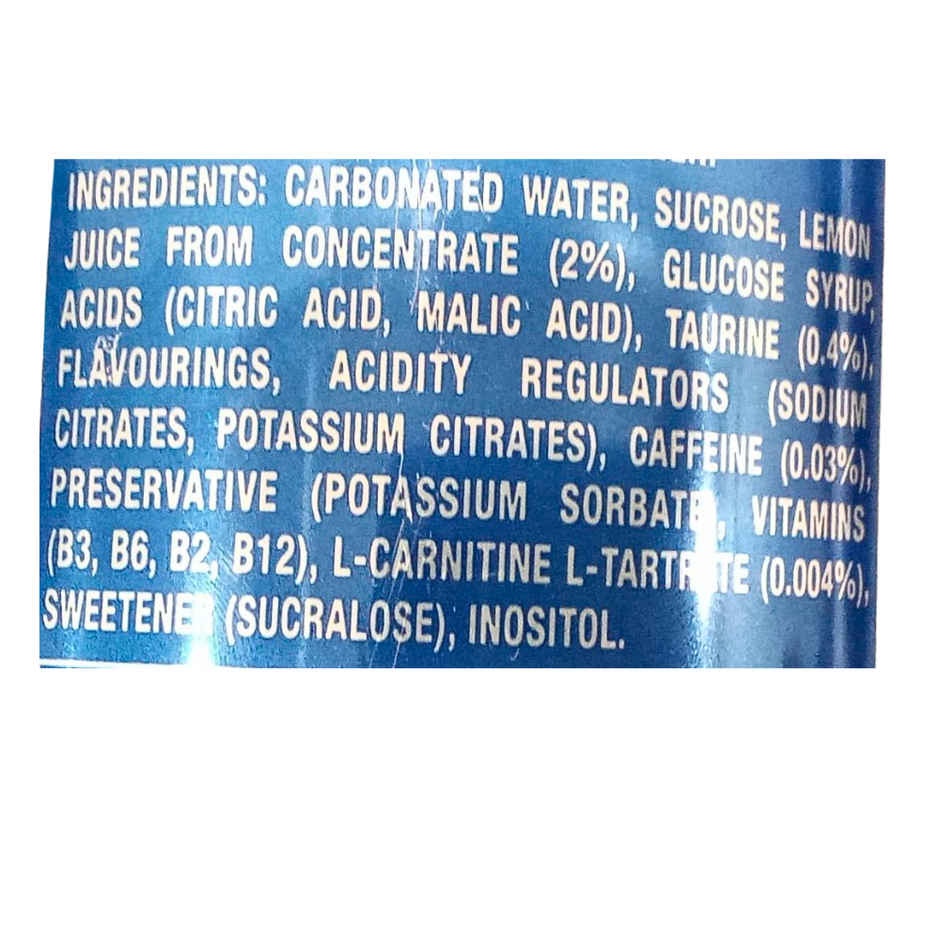 INGREDIENTS: CARBONATED WATER, SUCROSE, LEMON
JUICE FROM CONCENTRATE (2%), GLUCOSE SYRUP,
ACIDS (CITRIC ACID, MALIC ACID), TAURINE (0.4%),
FLAVOURINGS, ACIDITY REGULATORS (SODIUM
CITRATES, POTASSIUM CITRATES), CAFFEINE (0.03%),
PRESERVATIVE (POTASSIUM SORBATE), VITAMINS
(B3, B6, B2, B12), L-CARNITINE L-TARTRATE (0.004%),
SWEETENER (SUCRALOSE), INOSITOL.